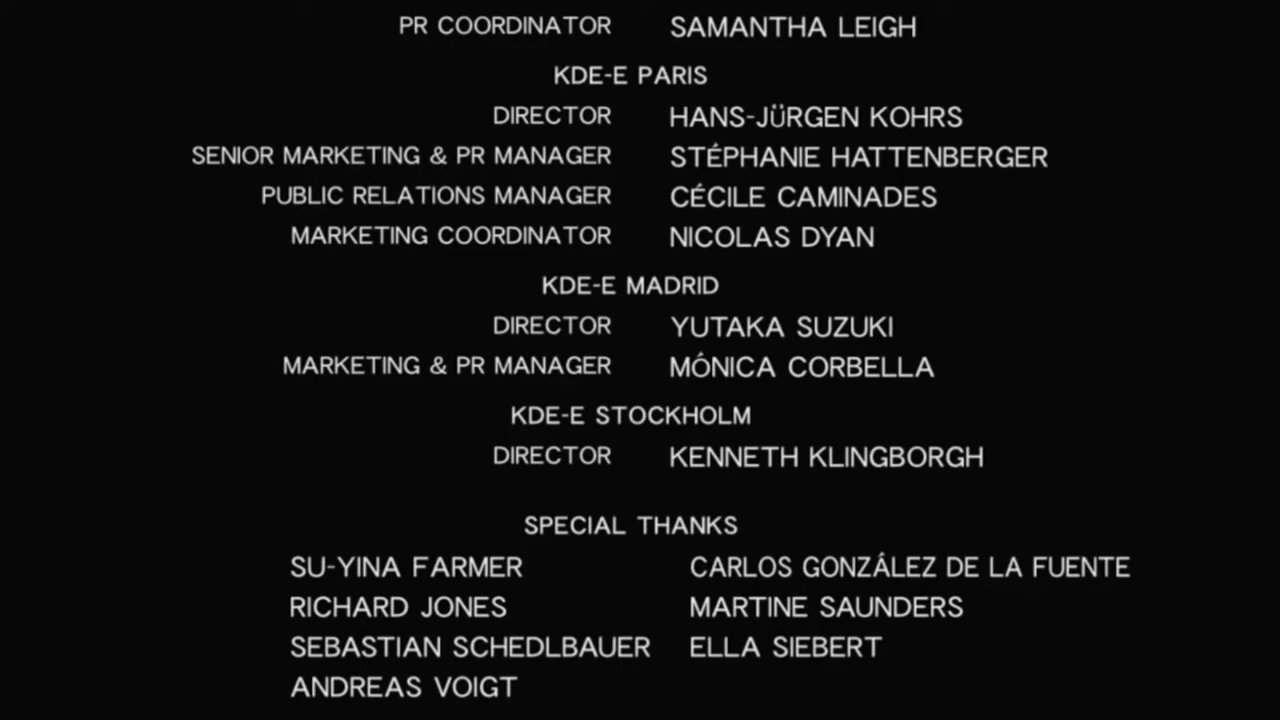 PR COORDINATOR SAMANTHA LEIGH
KDE-E PARIS
DIRECTOR HANS-JÜRGEN KOHRS
SENIOR MARKETING & PR MANAGER STÉPHANIE HATTENBERGER
PUBLIC RELATIONS MANAGER CÉCILE CAMINADES
MARKETING COORDINATOR NICOLAS DYAN
KDE-E MADRID
DIRECTOR YUTAKA SUZUKI
MARKETING & PR MANAGER MÓNICA CORBELLA
KDE-E STOCKHOLM
DIRECTOR KENNETH KLINGBORGH
SPECIAL THANKS
SU-YINA FARMER CARLOS GONZÁLEZ DE LA FUENTE
RICHARD JONES MARTINE SAUNDERS
SEBASTIAN SCHEDLBAUER ELLA SIEBERT
ANDREAS VOIGT